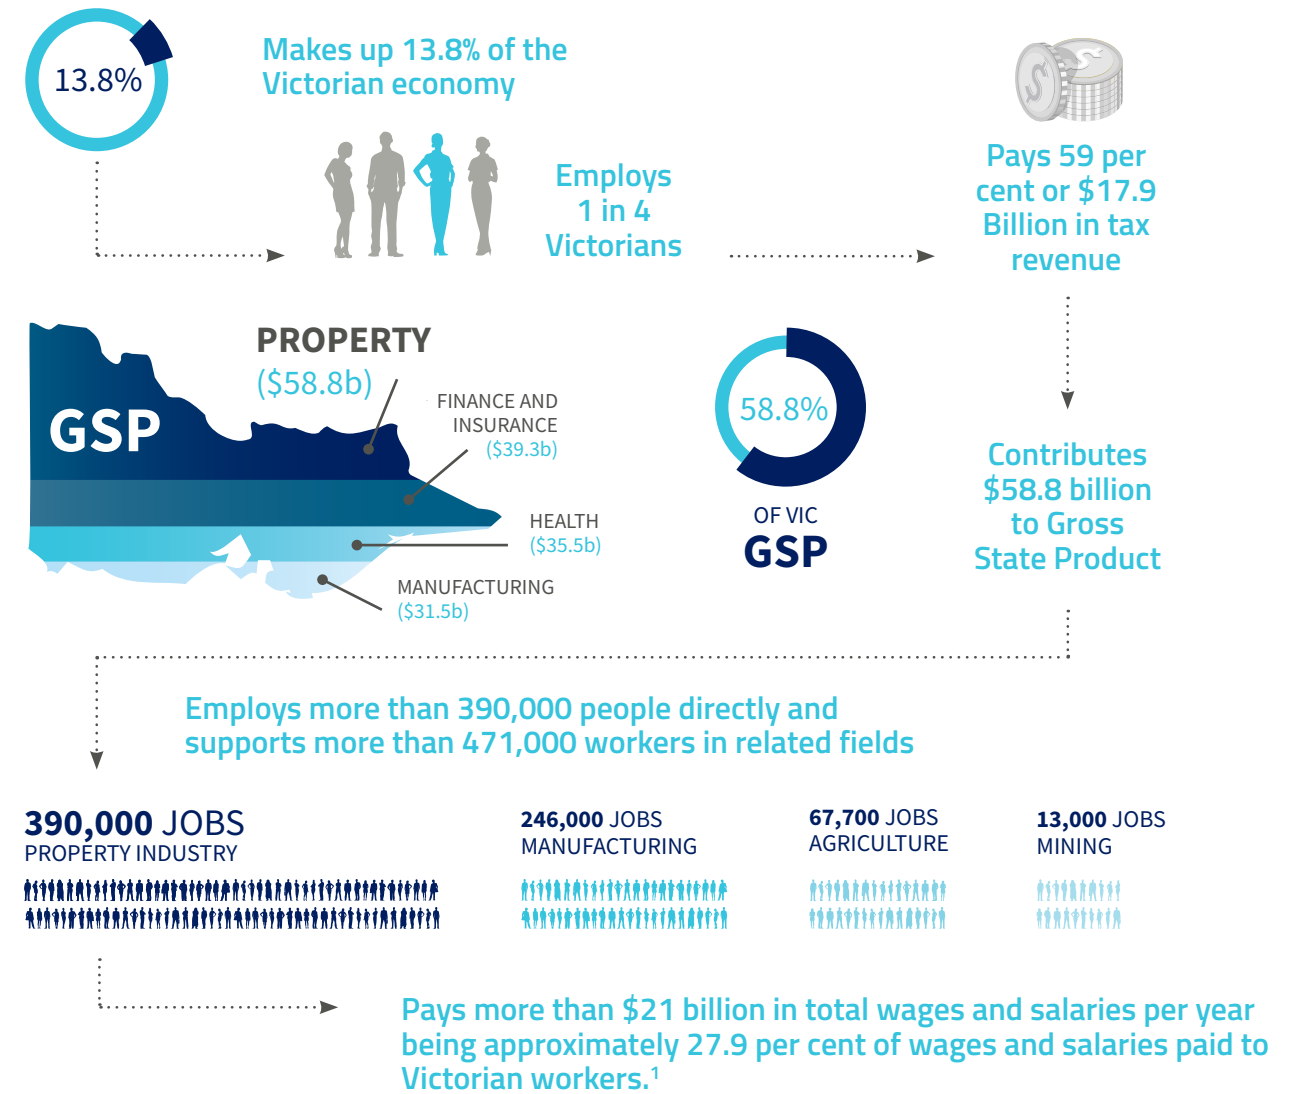 13.8%
Makes up 13.8% of the
Victorian economy
Employs
1 in 4
Victorians
Pays 59 per
cent or $17.9
Billion in tax
revenue
GSP
PROPERTY
($58.8b)
FINANCE AND
INSURANCE
($39.3b)
HEALTH
($35.5b)
MANUFACTURING
($31.5b)
58.8%
OF VIC
GSP
Contributes
$58.8 billion
to Gross
State Product
Employs more than 390,000 people directly and
supports more than 471,000 workers in related fields
390,000 JOBS
PROPERTY INDUSTRY
246,000 JOBS
MANUFACTURING
67,700 JOBS
AGRICULTURE
13,000 JOBS
MINING
Pays more than $21 billion in total wages and salaries per year
being approximately 27.9 per cent of wages and salaries paid to
Victorian workers.¹